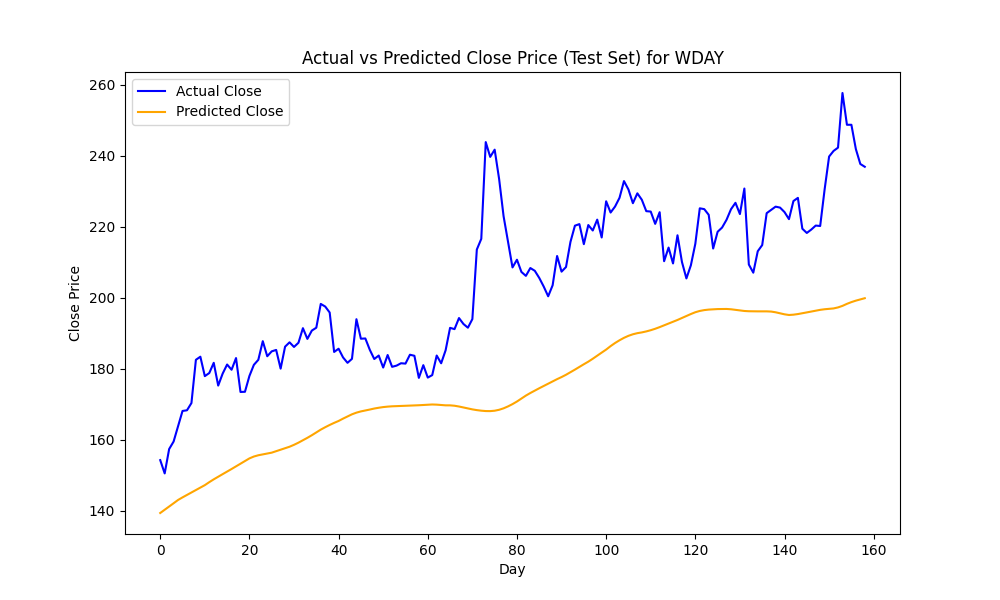 Actual vs Predicted Close Price (Test Set) for WDAY
Actual Close
Predicted Close
Close Price
260
240
220
200
180
160
140
0 20 40 60 80 100 120 140 160
Day